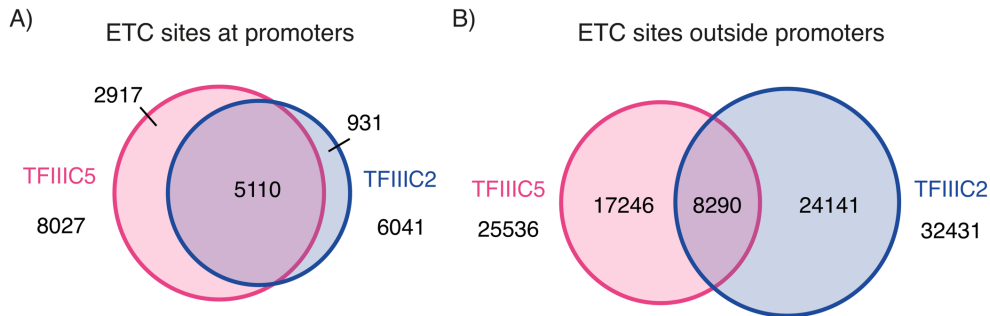 A)
ETC sites at promoters
2917
931
TFIIIC5
5110
TFIIIC2
8027
6041
B)
ETC sites outside promoters
TFIIIC5
17246
8290
24141
TFIIIC2
25536
32431